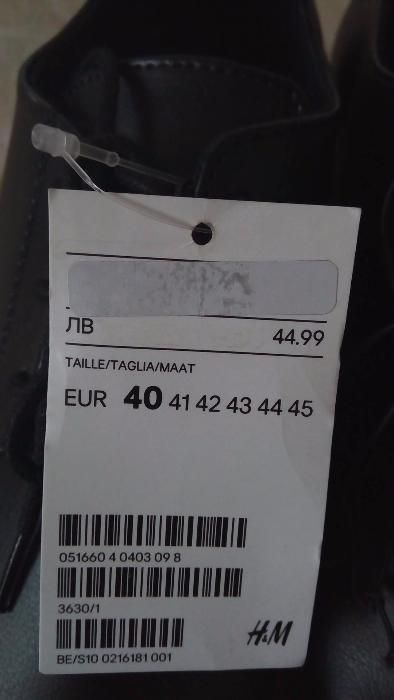 ЛВ 44.99
TAILLE/TAGLIA/MAAT
EUR 40 41 42 43 44 45
051660 4 0403 09 8
3630/1
H&M
BE/S10 0216181 001